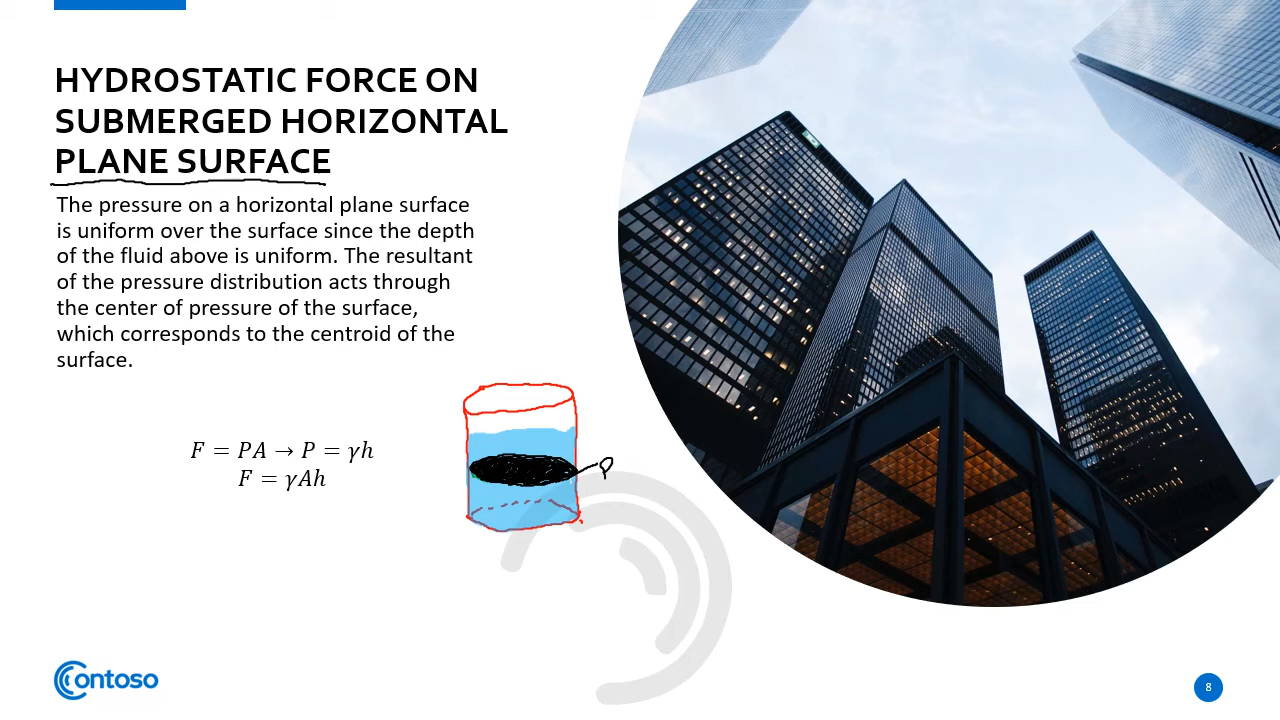 HYDROSTATIC FORCE ON
SUBMERGED HORIZONTAL
PLANE SURFACE
The pressure on a horizontal plane surface
is uniform over the surface since the depth
of the fluid above is uniform. The resultant
of the pressure distribution acts through
the center of pressure of the surface,
which corresponds to the centroid of the
surface.
F = PA → P = γh
F = γAh
P
Contoso
8